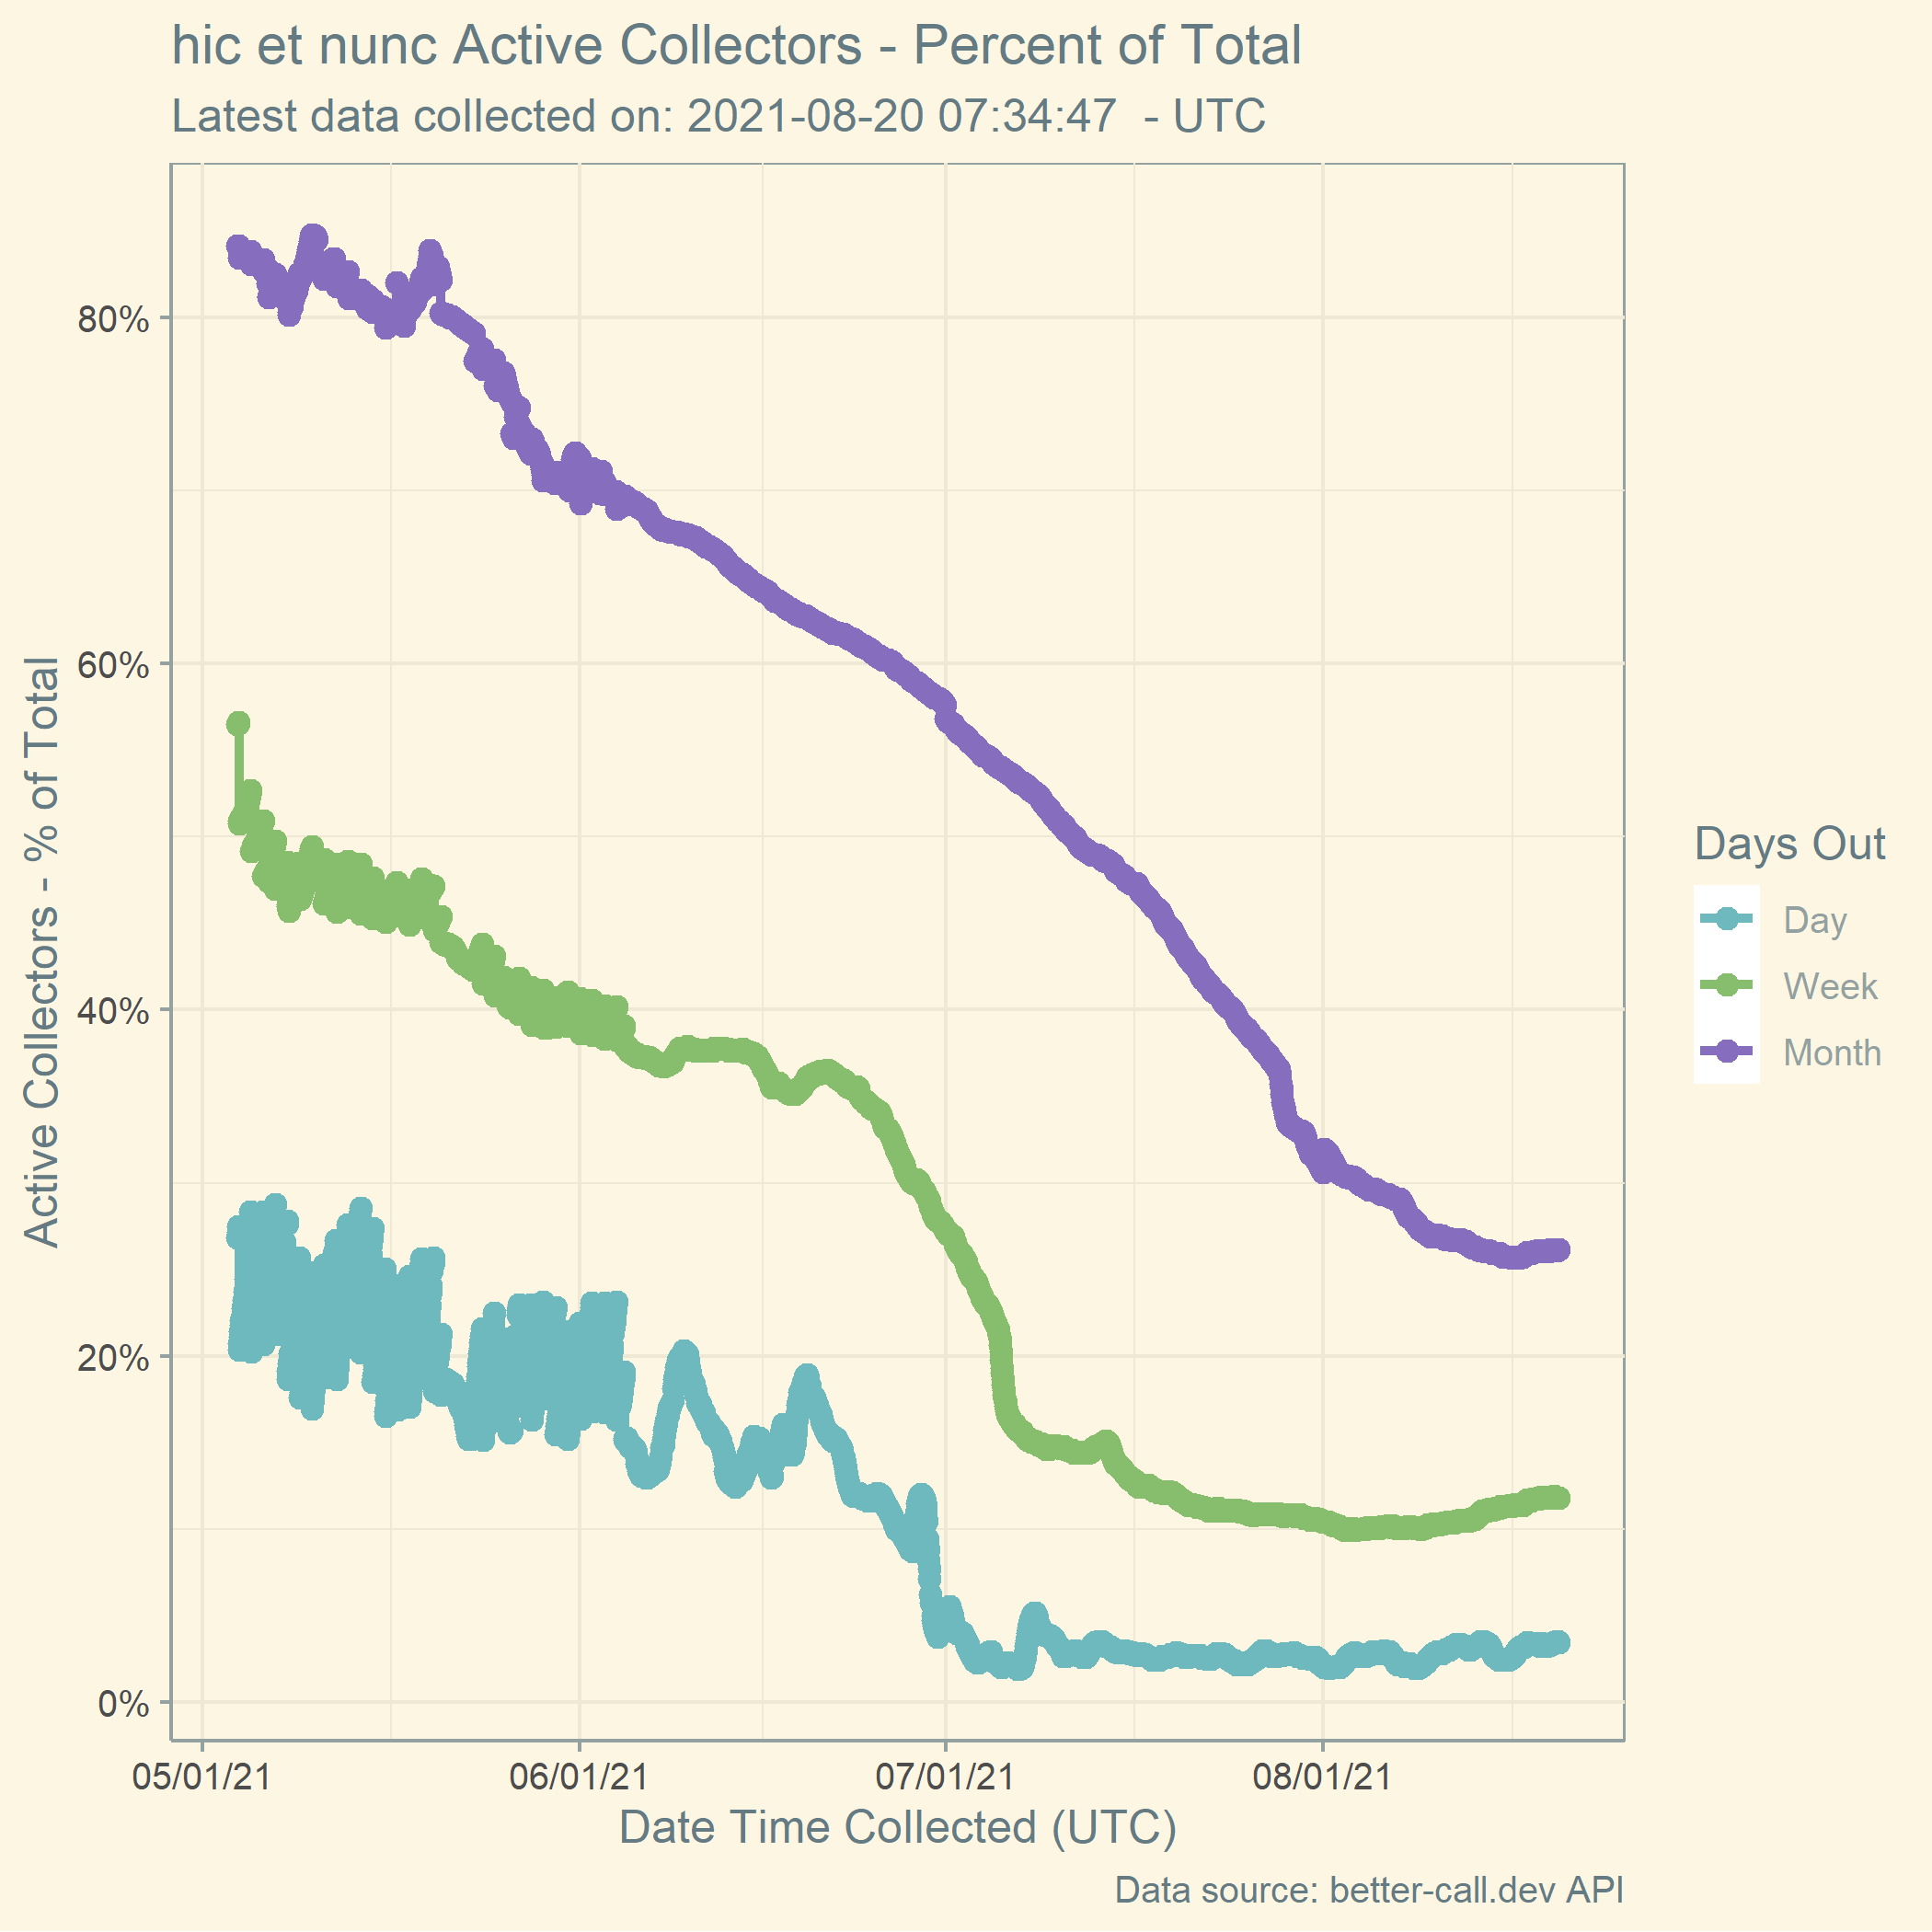 hic et nunc Active Collectors - Percent of Total
Latest data collected on: 2021-08-20 07:34:47  - UTC
Active Collectors - % of Total
80%
60%
40%
20%
0%
05/01/21
06/01/21
07/01/21
08/01/21
Date Time Collected (UTC)
Days Out
Day
Week
Month
Data source: better-call.dev API